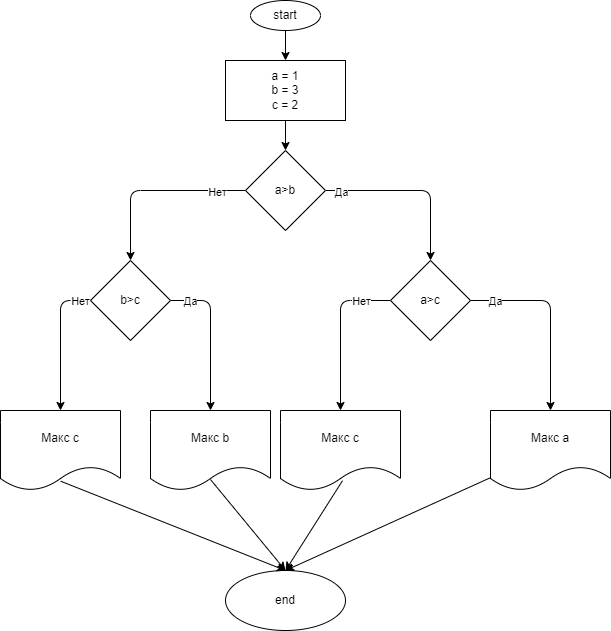 start
a = 1
b = 3
c = 2
a>b
Нет
Да
b>c
a>c
Нет
Да
Нет
Да
Макс c
Макс b
Макс c
Макс a
end